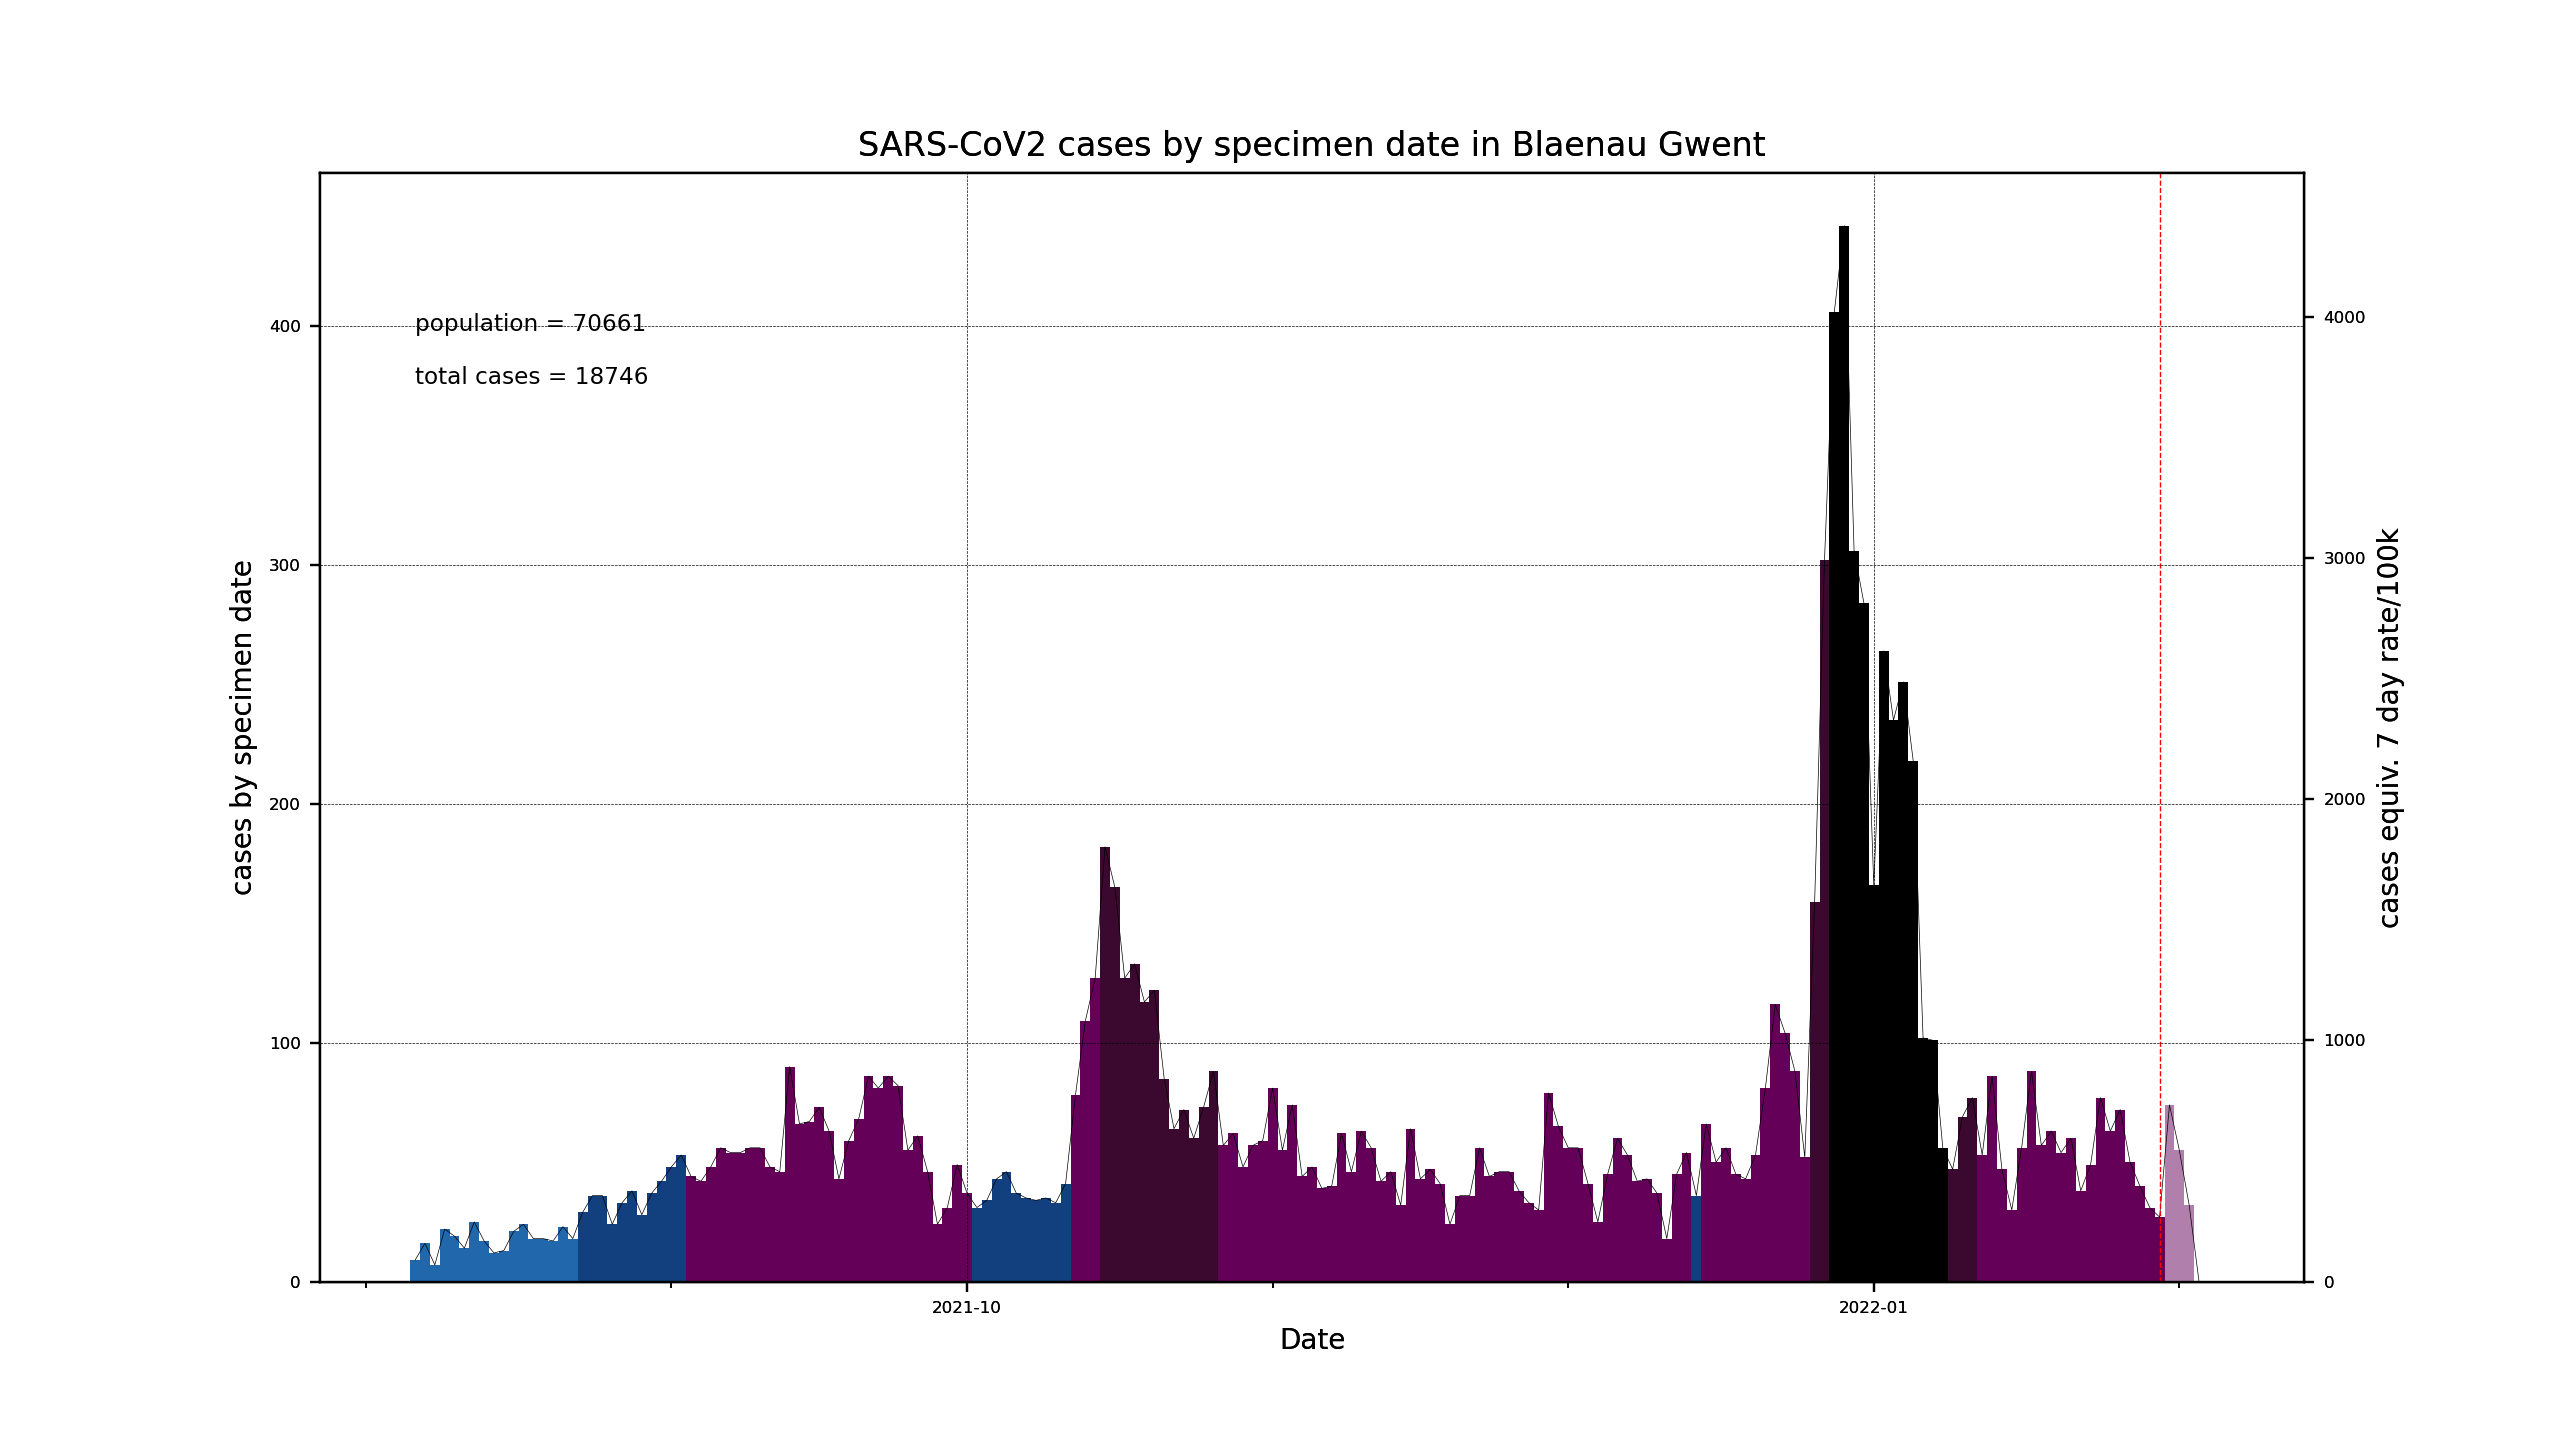 SARS-CoV2 cases by specimen date in Blaenau Gwent
population = 70661
total cases = 18746
cases by specimen date
400
300
200
100
0
4000
3000
2000
1000
0
cases equiv. 7 day rate/100k
2021-10
2022-01
Date